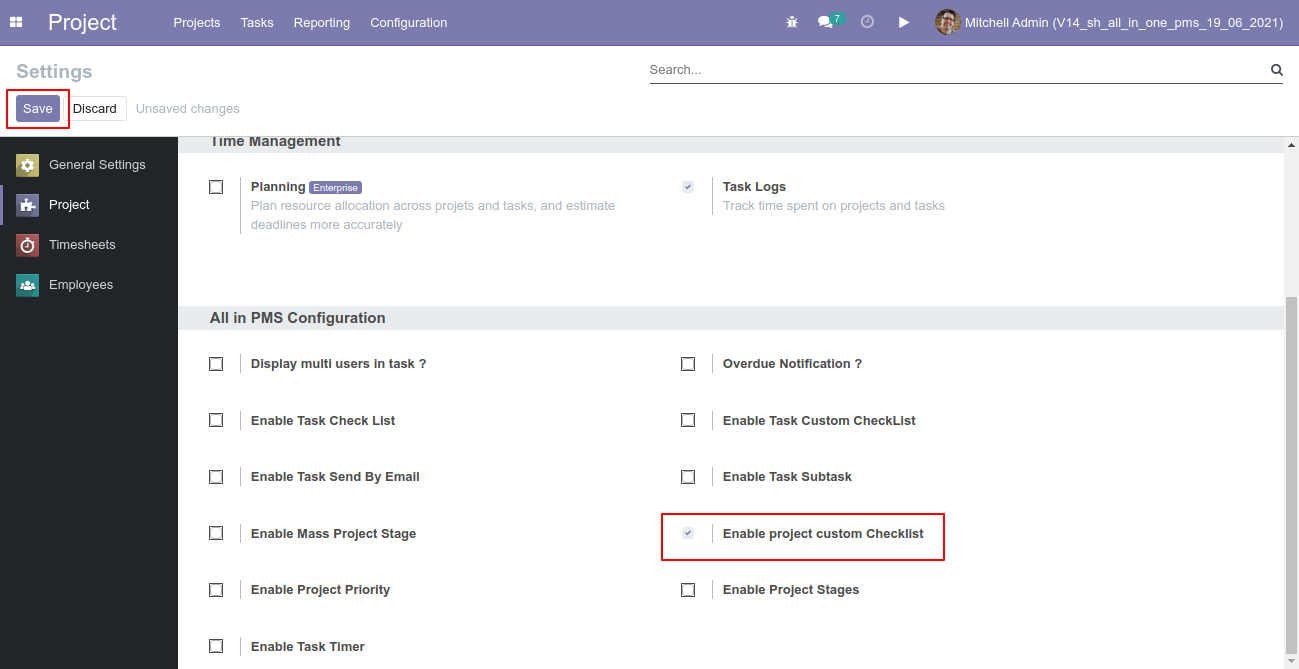 Project
Projects Tasks Reporting Configuration
7
Mitchell Admin (V14_sh_all_in_one_pms_19_06_2021)
Settings
Search...
Save Discard Unsaved changes
General Settings
Project
Timesheets
Employees
Time Management
Planning Enterprise
Plan resource allocation across projets and tasks, and estimate
deadlines more accurately
Task Logs
Track time spent on projects and tasks
All in PMS Configuration
Display multi users in task ?
Overdue Notification ?
Enable Task Check List
Enable Task Custom CheckList
Enable Task Send By Email
Enable Task Subtask
Enable Mass Project Stage
Enable project custom Checklist
Enable Project Priority
Enable Project Stages
Enable Task Timer